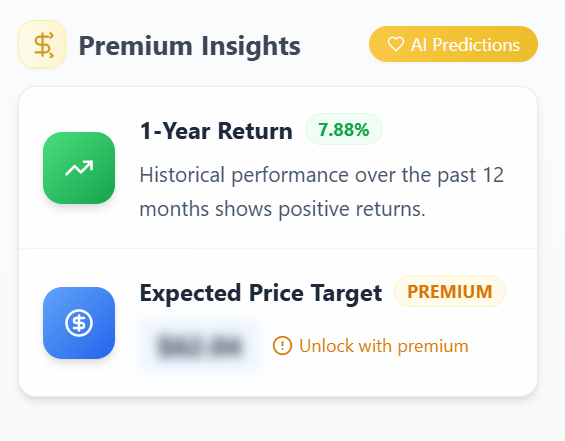 Premium Insights
AI Predictions
1-Year Return
7.88%
Historical performance over the past 12
months shows positive returns.
Expected Price Target
PREMIUM
Unlock with premium